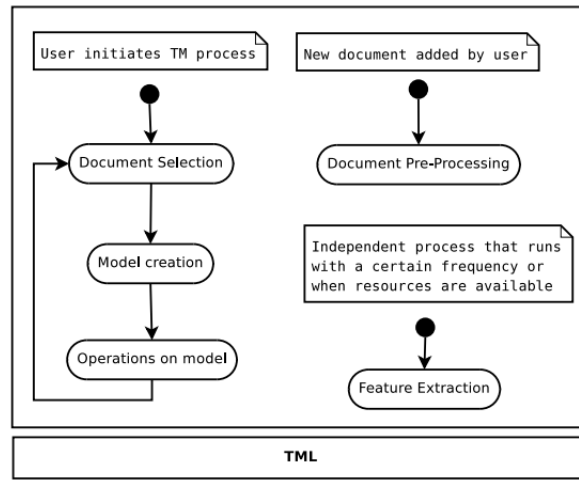 User initiates TM process
Document Selection
Model creation
Operations on model
New document added by user
Document Pre-Processing
Independent process that runs
with a certain frequency or
when resources are available
Feature Extraction
TML